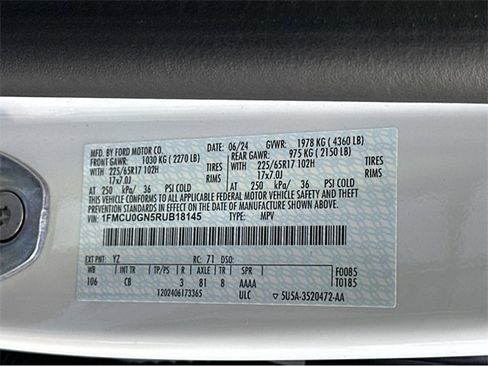 MFD. BY FORD MOTOR CO. 06/24 GVWR: 1978 KG ( 4360 LB)
FRONT GAWR: 1030 KG ( 2270 LB) REAR GAWR: 975 KG ( 2150 LB)
WITH 225/65R17 102H TIRES WITH 225/65R17 102H TIRES
17x7.0J RIMS 17x7.0J RIMS
AT 250 kPa/ 36 PSI COLD AT 250 kPa/ 36 PSI COLD
THIS VEHICLE CONFORMS TO ALL APPLICABLE FEDERAL MOTOR VEHICLE SAFETY AND THEFT
PREVENTION STANDARDS IN EFFECT ON THE DATE OF MANUFACTURE SHOWN ABOVE.
VIN: 1FMCU0GN5RUB18145 TYPE: MPV
EXT PNT: YZ RC: 71 DSO:
WB INT TR TP/PS R AXLE TR SPR F0085
106 CB 3 81 8 AAAA T0185
1202406173365 ULC ▽ 5U5A-3520472-AA